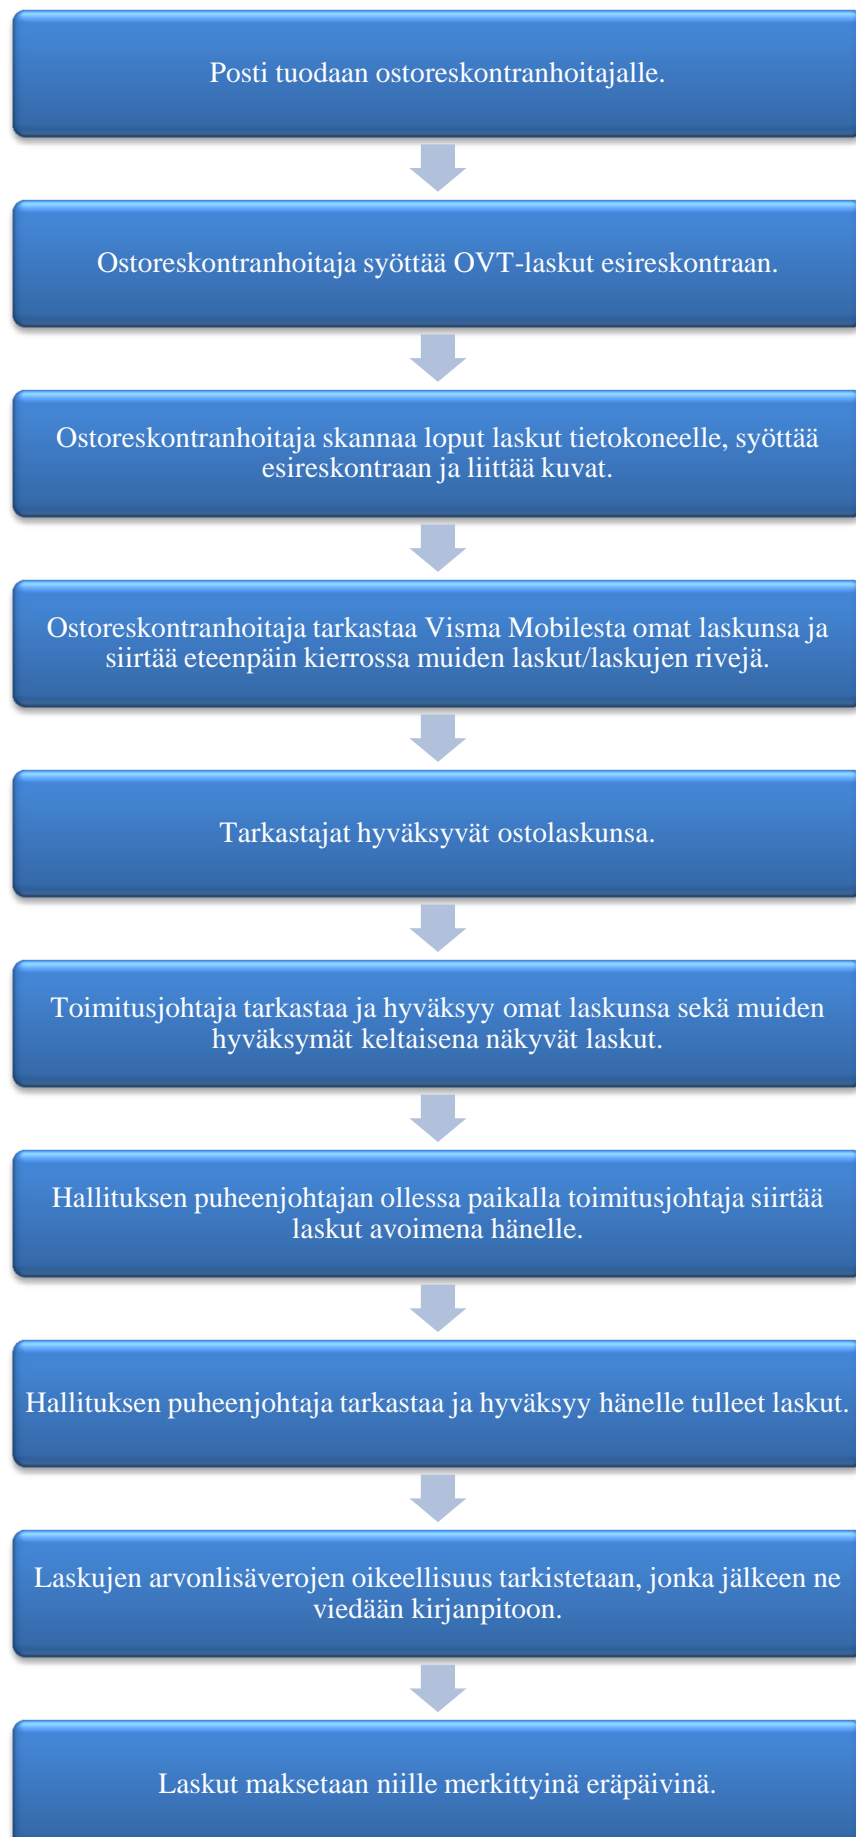 Posti tuodaan ostoreskontranhoitajalle.
Ostoreskontranhoitaja syöttää OVT-laskut esireskontraan.
Ostoreskontranhoitaja skannaa loput laskut tietokoneelle, syöttää
esireskontraan ja liittää kuvat.
Ostoreskontranhoitaja tarkastaa Visma Mobilesta omat laskunsa ja
siirtää eteenpäin kierrossa muiden laskut/laskujen rivejä.
Tarkastajat hyväksyvät ostolaskunsa.
Toimitusjohtaja tarkastaa ja hyväksyy omat laskunsa sekä muiden
hyväksymät keltaisena näkyvät laskut.
Hallituksen puheenjohtajan ollessa paikalla toimitusjohtaja siirtää
laskut avoimena hänelle.
Hallituksen puheenjohtaja tarkastaa ja hyväksyy hänelle tulleet laskut.
Laskujen arvonlisäverojen oikeellisuus tarkistetaan, jonka jälkeen ne
viedään kirjanpitoon.
Laskut maksetaan niille merkittyinä eräpäivinä.